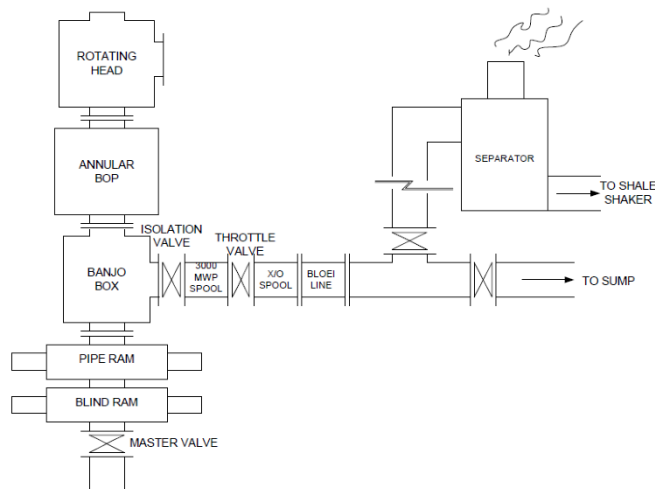 ROTATING
HEAD
ANNULAR
BOP
SEPARATOR
TO SHALE
SHAKER
ISOLATION
VALVE
THROTTLE
VALVE
BANJO
BOX
3000
MWP
SPOOL
X/O
SPOOL
BLOEI
LINE
TO SUMP
PIPE RAM
BLIND RAM
MASTER VALVE